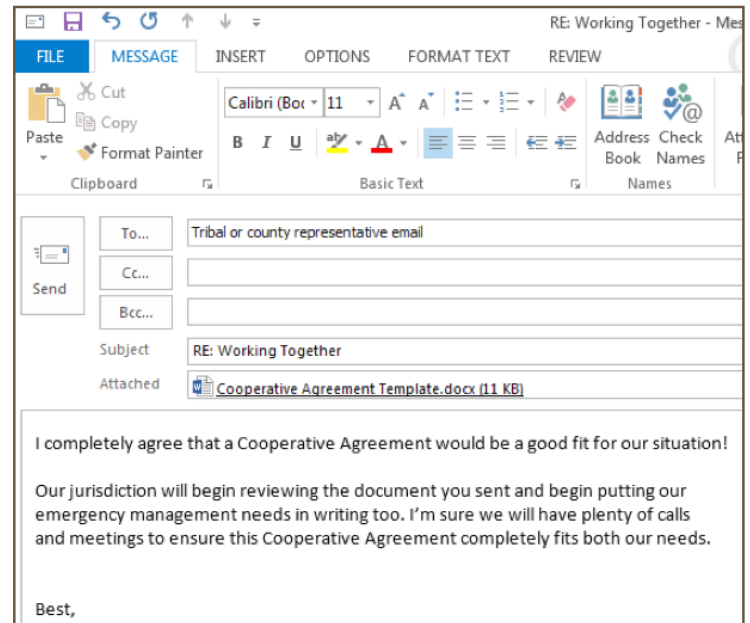 RE: Working Together - Mes
FILE MESSAGE INSERT OPTIONS FORMAT TEXT REVIEW
Paste
Cut
Copy
Format Painter
Clipboard
Calibri (Boc 11
B I U
Basic Text
Address Book
Check Names
Names
Send
To... Tribal or county representative email
Cc...
Bcc...
Subject RE: Working Together
Attached Cooperative Agreement Template.docx (11 KB)
I completely agree that a Cooperative Agreement would be a good fit for our situation!
Our jurisdiction will begin reviewing the document you sent and begin putting our
emergency management needs in writing too. I'm sure we will have plenty of calls
and meetings to ensure this Cooperative Agreement completely fits both our needs.
Best,